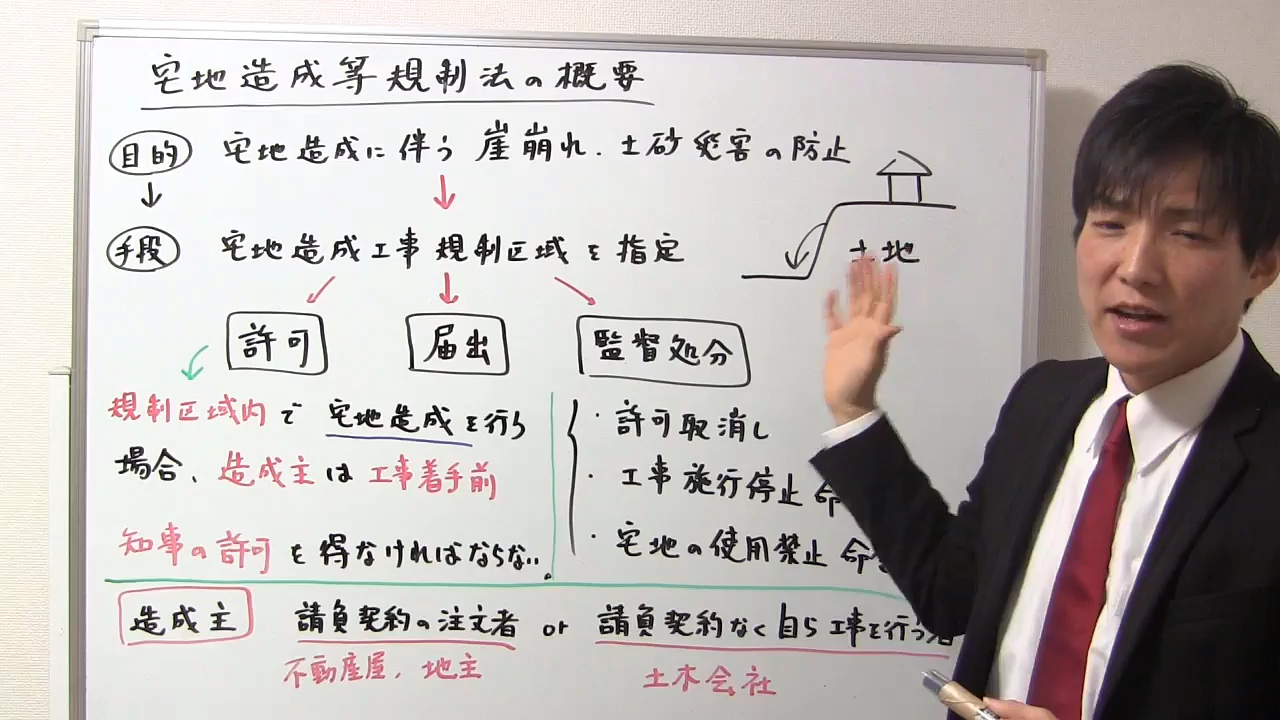 宅地造成等規制法の概要
目的 宅地造成に伴う崖崩れ、土砂災害の防止
手段 宅地造成工事規制区域を指定
土地
許可 届出 監督処分
規制区域内で宅地造成を行う
場合、造成主は工事着手前
知事の許可を得なければならない。
・許可取消し
・工事施行停止命
・宅地の使用禁止命
造成主 請負契約の注文者 or 請負契約なく自ら工事を行う者
不動産屋、地主
土木会社